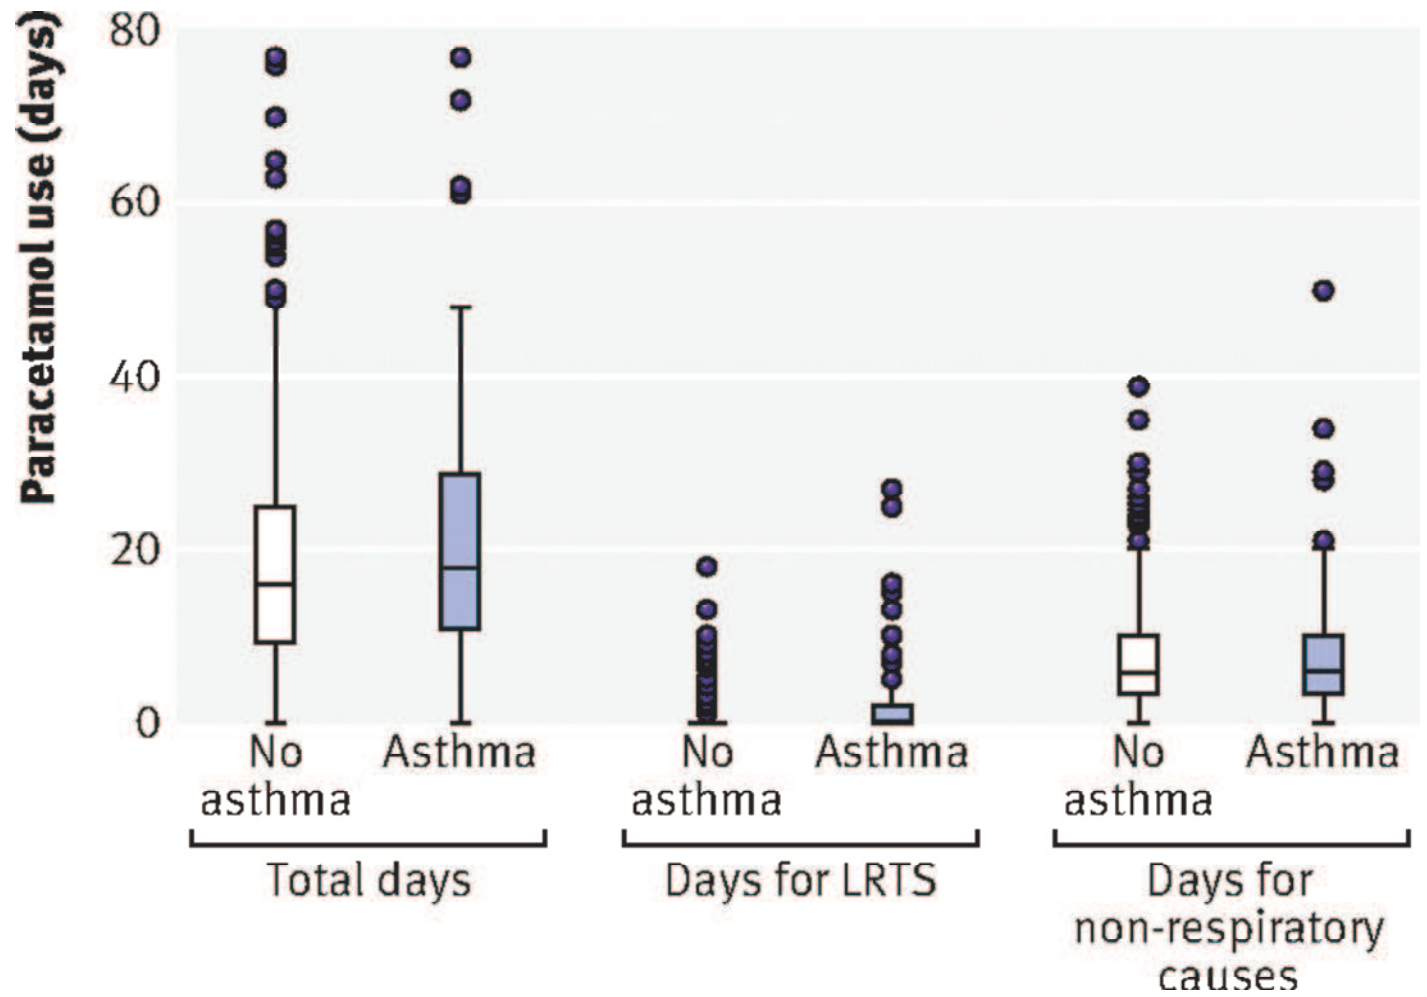 Paracetamol use (days)
80
60
40
20
0
No
asthma
Asthma
No
asthma
Asthma
No
asthma
Asthma
Total days
Days for LRTS
Days for
non-respiratory
causes